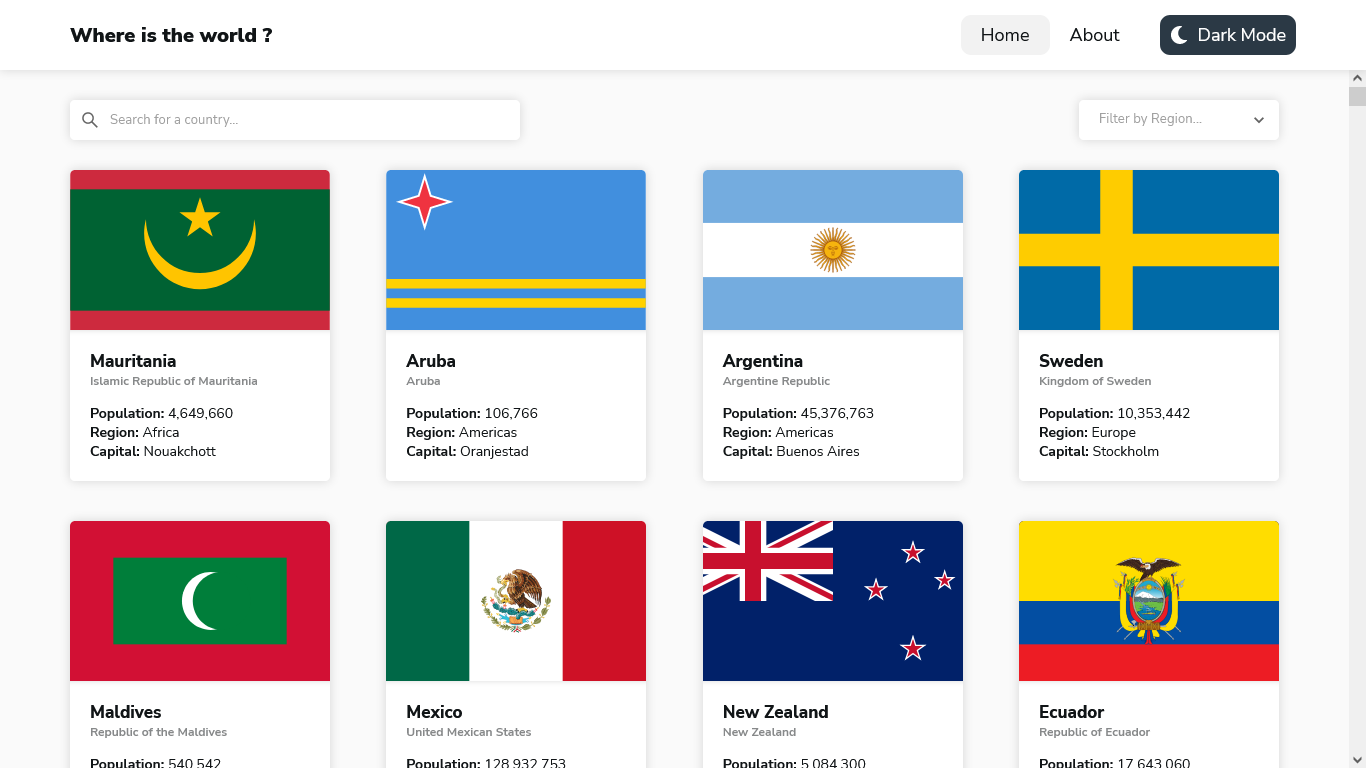 Where is the world ?
Home
About
Dark Mode
Search for a country...
Filter by Region...
Mauritania
Islamic Republic of Mauritania
Population: 4,649,660
Region: Africa
Capital: Nouakchott
Aruba
Aruba
Population: 106,766
Region: Americas
Capital: Oranjestad
Argentina
Argentine Republic
Population: 45,376,763
Region: Americas
Capital: Buenos Aires
Sweden
Kingdom of Sweden
Population: 10,353,442
Region: Europe
Capital: Stockholm
Maldives
Republic of the Maldives
Population: 540,542
Mexico
United Mexican States
Population: 128,932,753
New Zealand
New Zealand
Population: 5,084,300
Ecuador
Republic of Ecuador
Population: 17,643,060